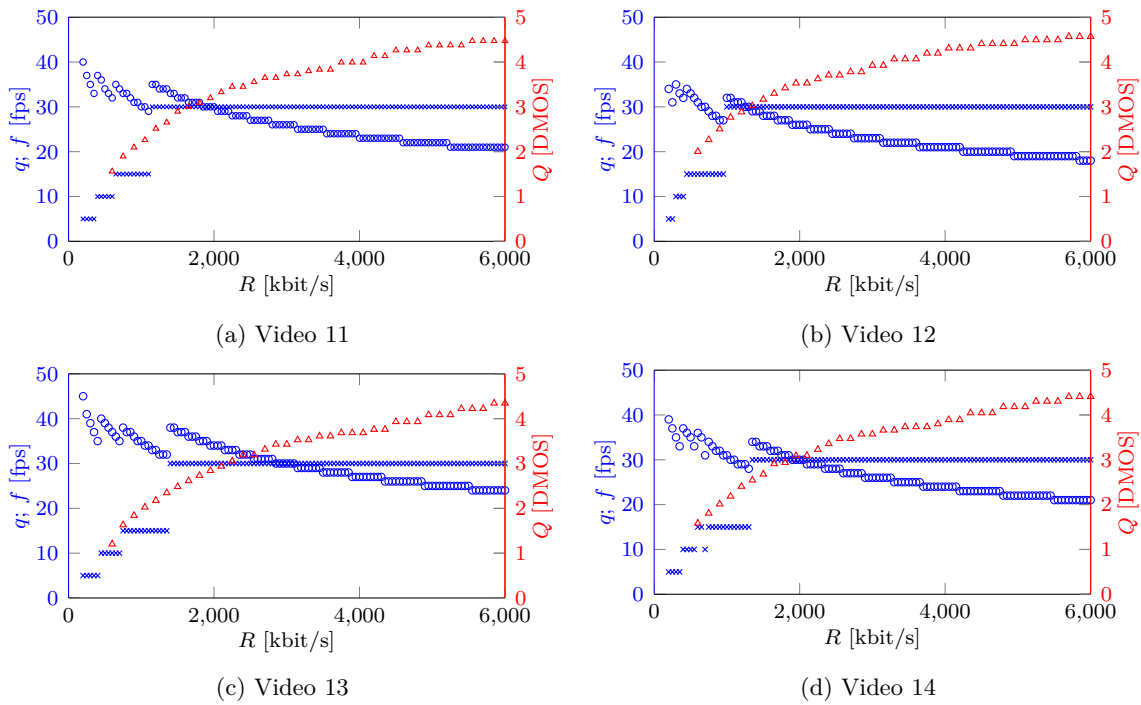 50
40
30
20
10
0
q; f [fps]
5
4
3
2
1
0
Q [DMOS]
0 2,000 4,000 6,000
R [kbit/s]
(a) Video 11
50
40
30
20
10
0
q; f [fps]
5
4
3
2
1
0
Q [DMOS]
0 2,000 4,000 6,000
R [kbit/s]
(b) Video 12
50
40
30
20
10
0
q; f [fps]
5
4
3
2
1
0
Q [DMOS]
0 2,000 4,000 6,000
R [kbit/s]
(c) Video 13
50
40
30
20
10
0
q; f [fps]
5
4
3
2
1
0
Q [DMOS]
0 2,000 4,000 6,000
R [kbit/s]
(d) Video 14